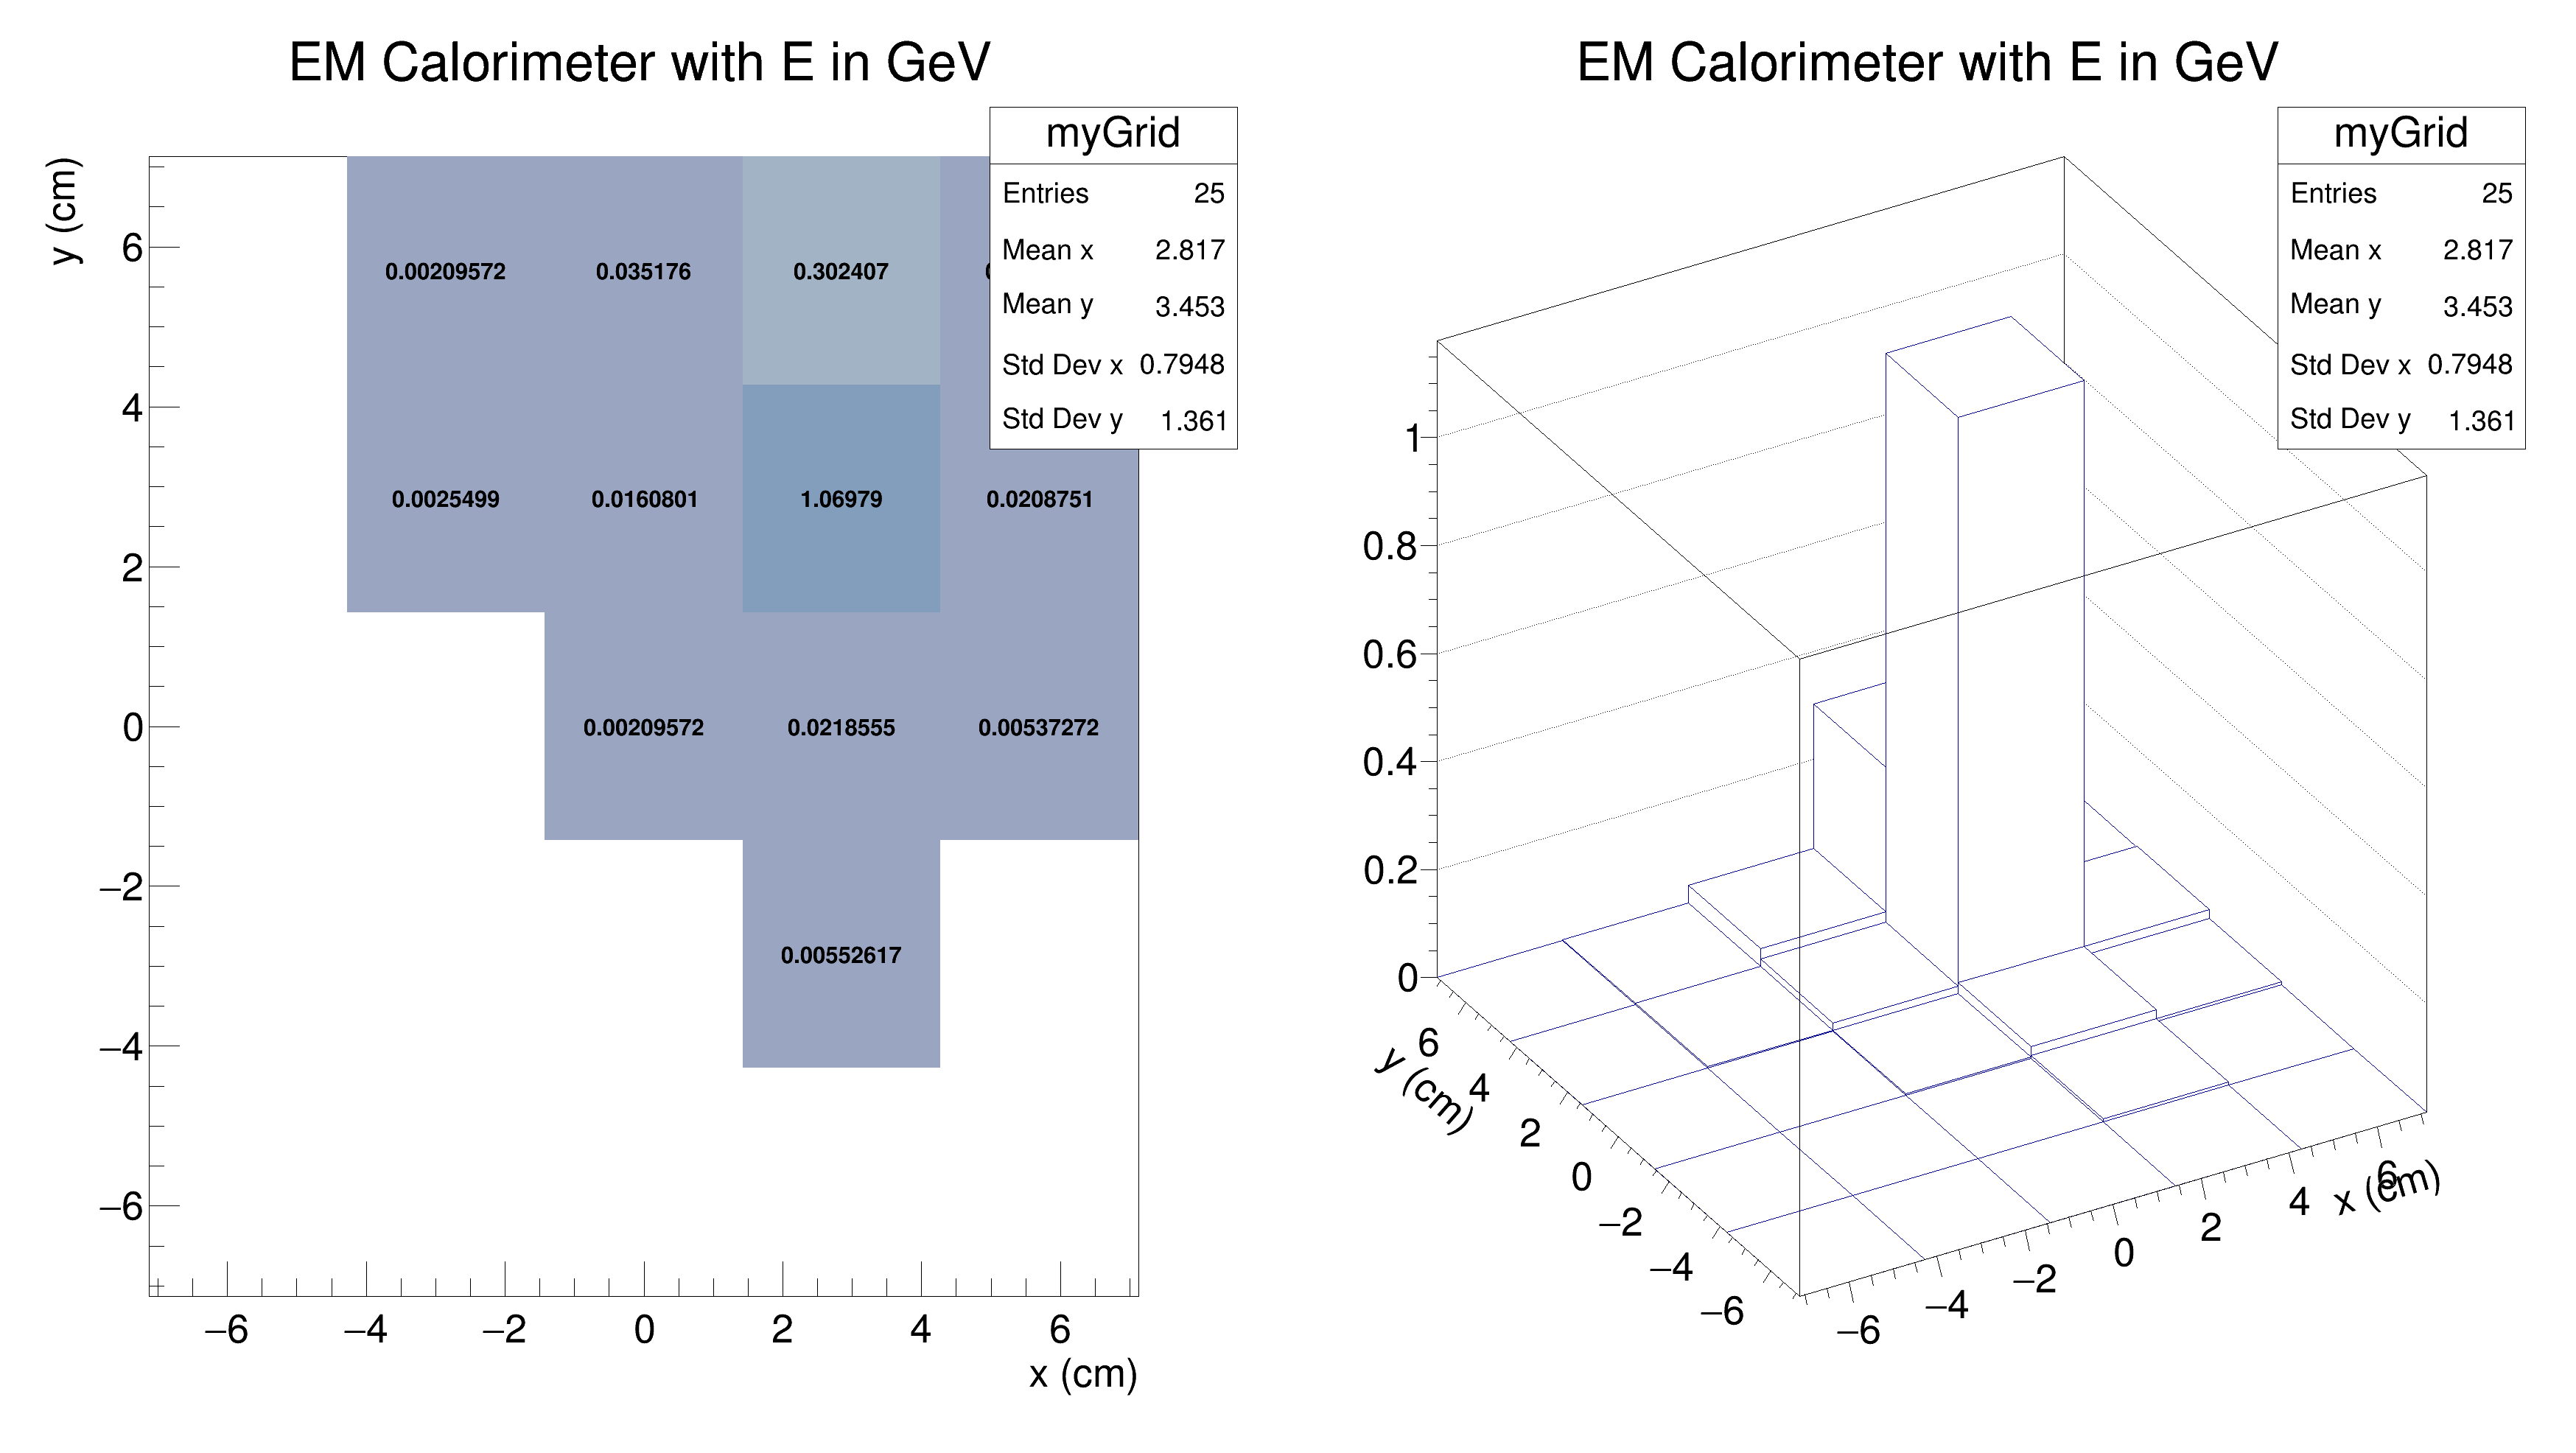 EM Calorimeter with E in GeV
myGrid
Entries 25
Mean x 2.817
Mean y 3.453
Std Dev x 0.7948
Std Dev y 1.361
y (cm)
6
4
2
0
−2
−4
−6
0.00209572 0.035176 0.302407
0.0025499 0.0160801 1.06979 0.0208751
0.00209572 0.0218555 0.00537272
0.00552617
−6 −4 −2 0 2 4 6
x (cm)
EM Calorimeter with E in GeV
myGrid
Entries 25
Mean x 2.817
Mean y 3.453
Std Dev x 0.7948
Std Dev y 1.361
1
0.8
0.6
0.4
0.2
0
6
4
2
0
−2
−4
−6
y (cm)
−6 −4 −2 0 2 4 6
x (cm)